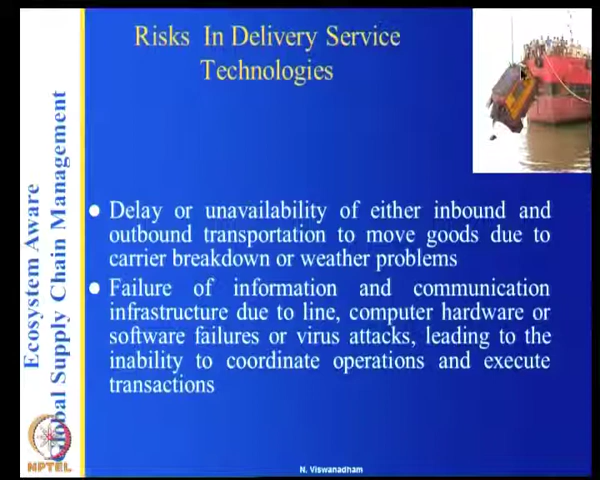 Risks In Delivery Service
Technologies
Delay or unavailability of either inbound and
outbound transportation to move goods due to
carrier breakdown or weather problems
Failure of information and communication
infrastructure due to line, computer hardware or
software failures or virus attacks, leading to the
inability to coordinate operations and execute
transactions
Ecosystem Aware
Global Supply Chain Management
NPTEL
N. Viswanadham